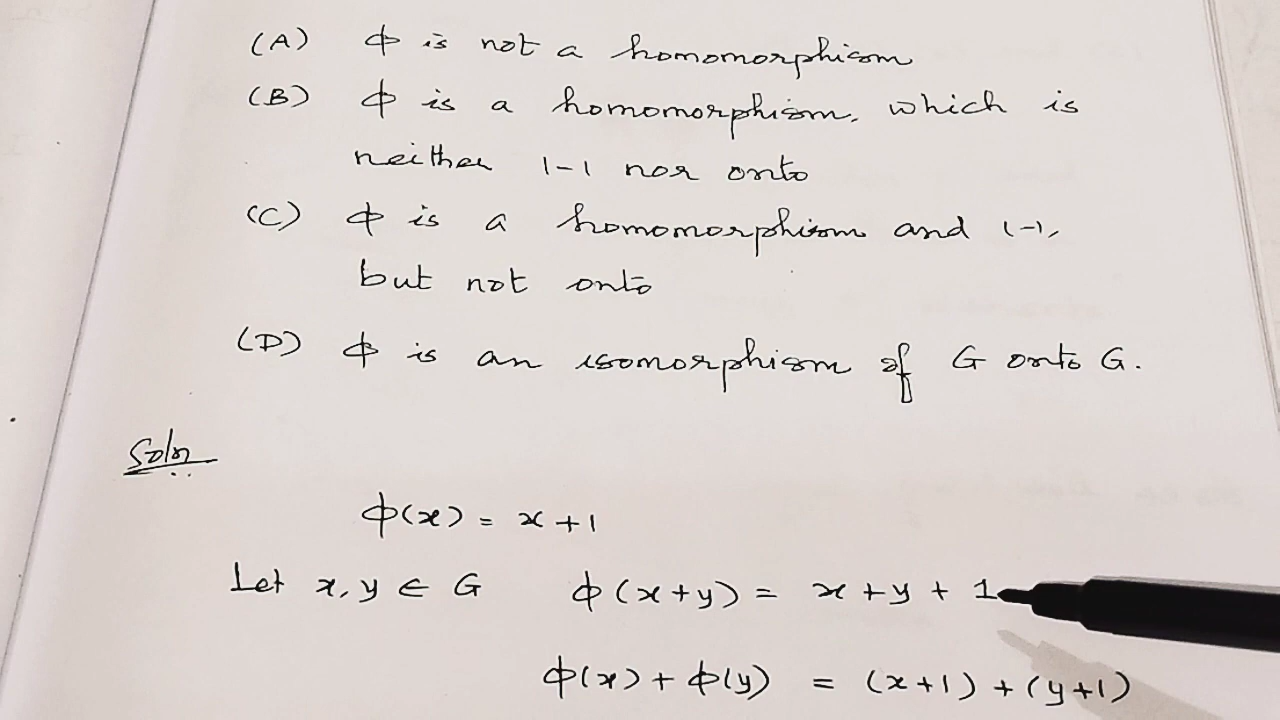 (A) ϕ is not a homomorphism
(B) ϕ is a homomorphism, which is
neither 1-1 nor onto
(C) ϕ is a homomorphism and 1-1,
but not onto
(D) ϕ is an isomorphism of G onto G.
Soln
ϕ(x) = x+1
Let x, y ∈ G ϕ(x+y) = x+y+1
ϕ(x) + ϕ(y) = (x+1) + (y+1)